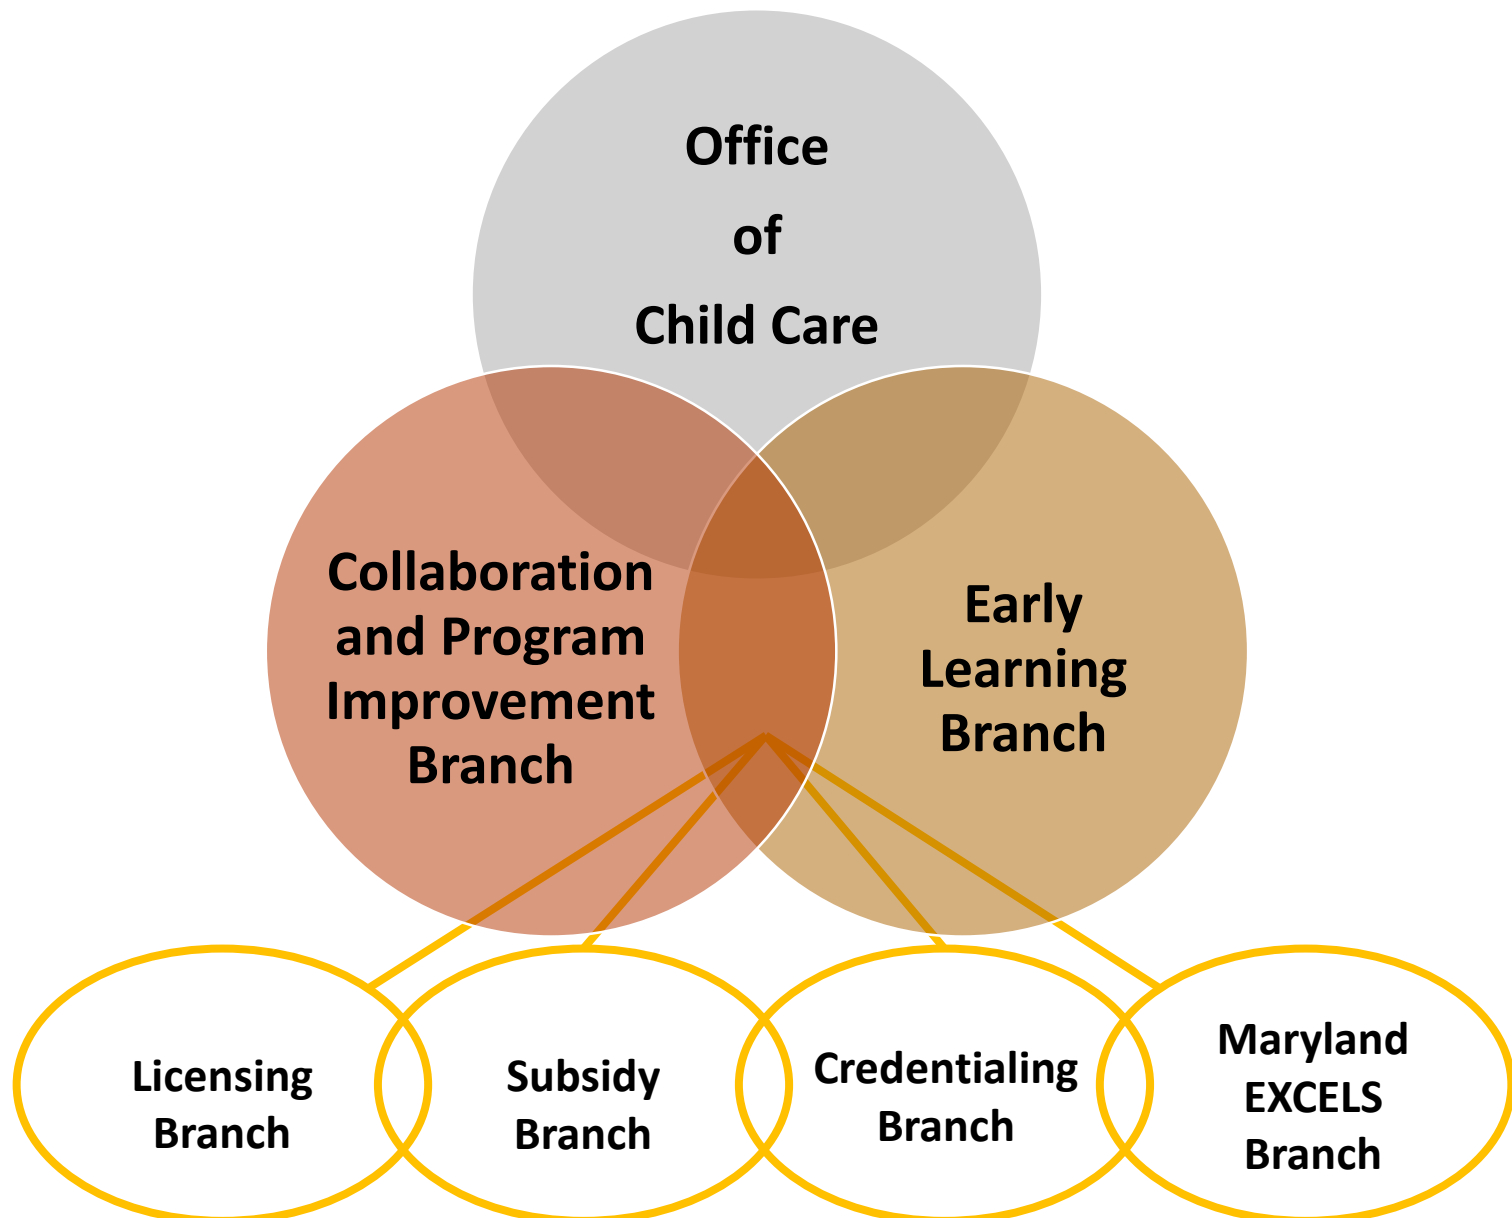 Office
of
Child Care
Collaboration
and Program
Improvement
Branch
Early
Learning
Branch
Licensing
Branch
Subsidy
Branch
Credentialing
Branch
Maryland
EXCELS
Branch